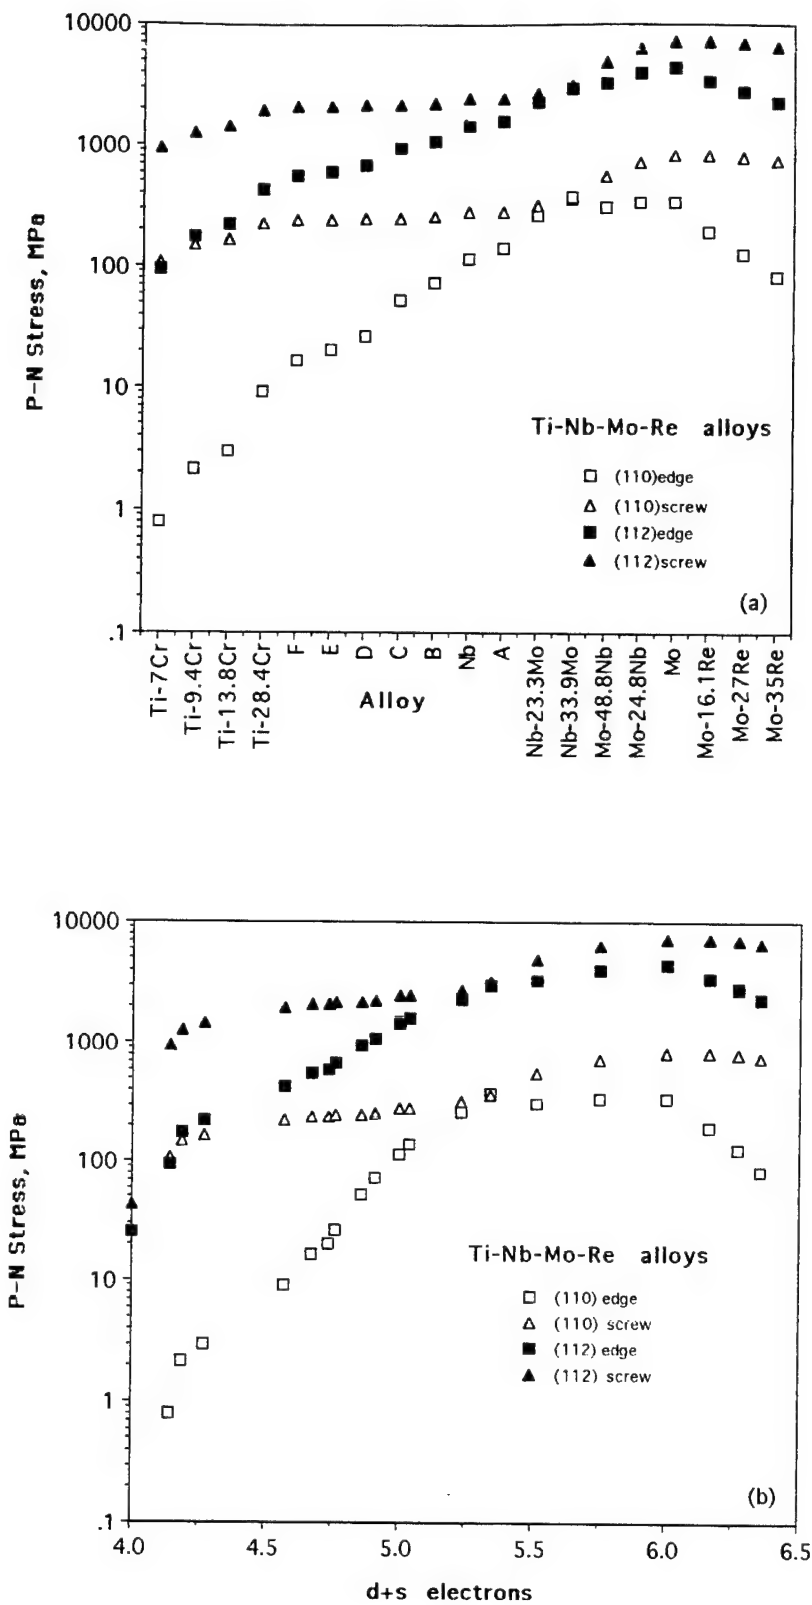 10000
1000
100
10
1
.1
P-N Stress, MPa
Ti-Nb-Mo-Re alloys
(110)edge
(110)screw
(112)edge
(112)screw
(a)
Ti-7Cr
Ti-9.4Cr
Ti-13.8Cr
Ti-28.4Cr
F
E
D
C
B
Nb
A
Nb-23.3Mo
Nb-33.9Mo
Mo-48.8Nb
Mo-24.8Nb
Mo
Mo-16.1Re
Mo-27Re
Mo-35Re
Alloy
10000
1000
100
10
1
.1
P-N Stress, MPa
Ti-Nb-Mo-Re alloys
(110) edge
(110) screw
(112) edge
(112) screw
(b)
4.0 4.5 5.0 5.5 6.0 6.5
d+s electrons